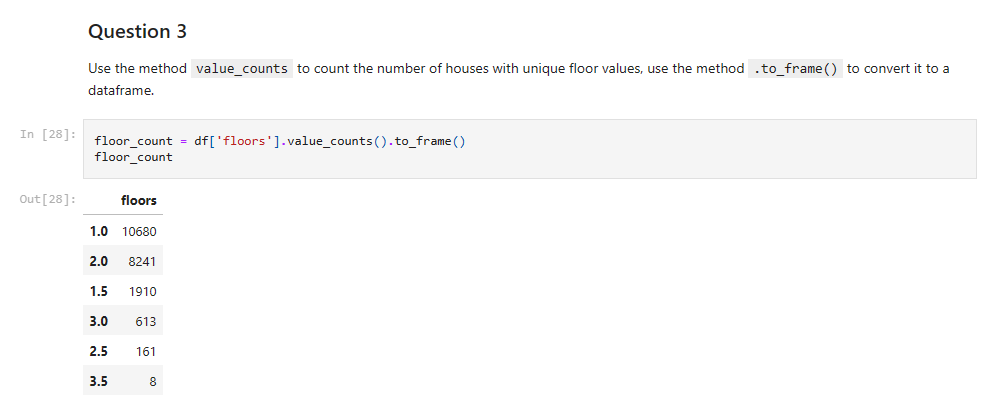 Question 3
Use the method value_counts to count the number of houses with unique floor values, use the method .to_frame() to convert it to a
dataframe.
In [28]:
floor_count = df['floors'].value_counts().to_frame()
floor_count
Out[28]:
floors
1.0 10680
2.0 8241
1.5 1910
3.0 613
2.5 161
3.5 8